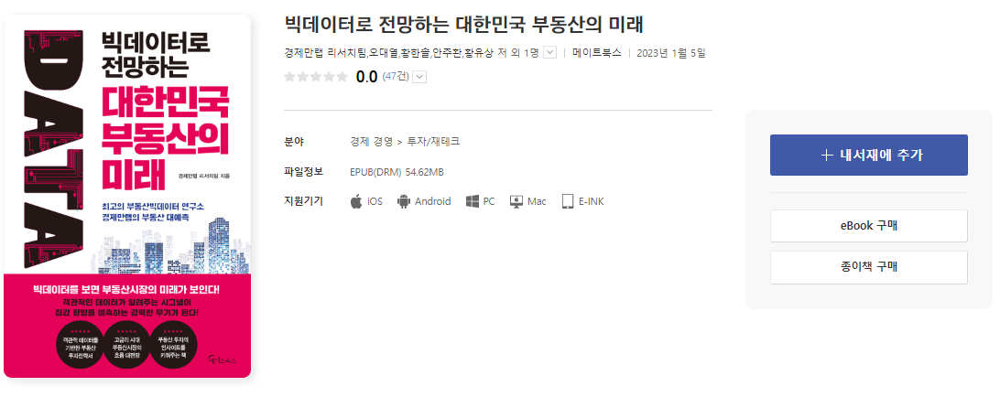 DATA
빅데이터로
전망하는
대한민국
부동산의
미래
경제만랩 리서치팀 지음
최고의 부동산빅데이터 연구소
경제만랩의 부동산 대예측
빅데이터를 보면 부동산시장의 미래가 보인다!
객관적인 데이터가 알려주는 시그널이
집값 향방을 예측하는 강력한 무기가 된다!
★★★★★
객관적 데이터를
기반한 부동산
투자전략서
★★★★★
고금리 시대
부동산시장의
흐름 대전망
★★★★★
부동산 투자의
인사이트를
키워주는 책
메이트북스
빅데이터로 전망하는 대한민국 부동산의 미래
경제만랩 리서치팀,오대열,황한솔,안주환,황유상 저 외 1명 | 메이트북스 | 2023년 1월 5일
★★★★★ 0.0 (47건)
분야 경제 경영 > 투자/재테크
파일정보 EPUB(DRM) 54.62MB
지원기기 iOS Android PC Mac E-INK
+ 내서재에 추가
eBook 구매
종이책 구매